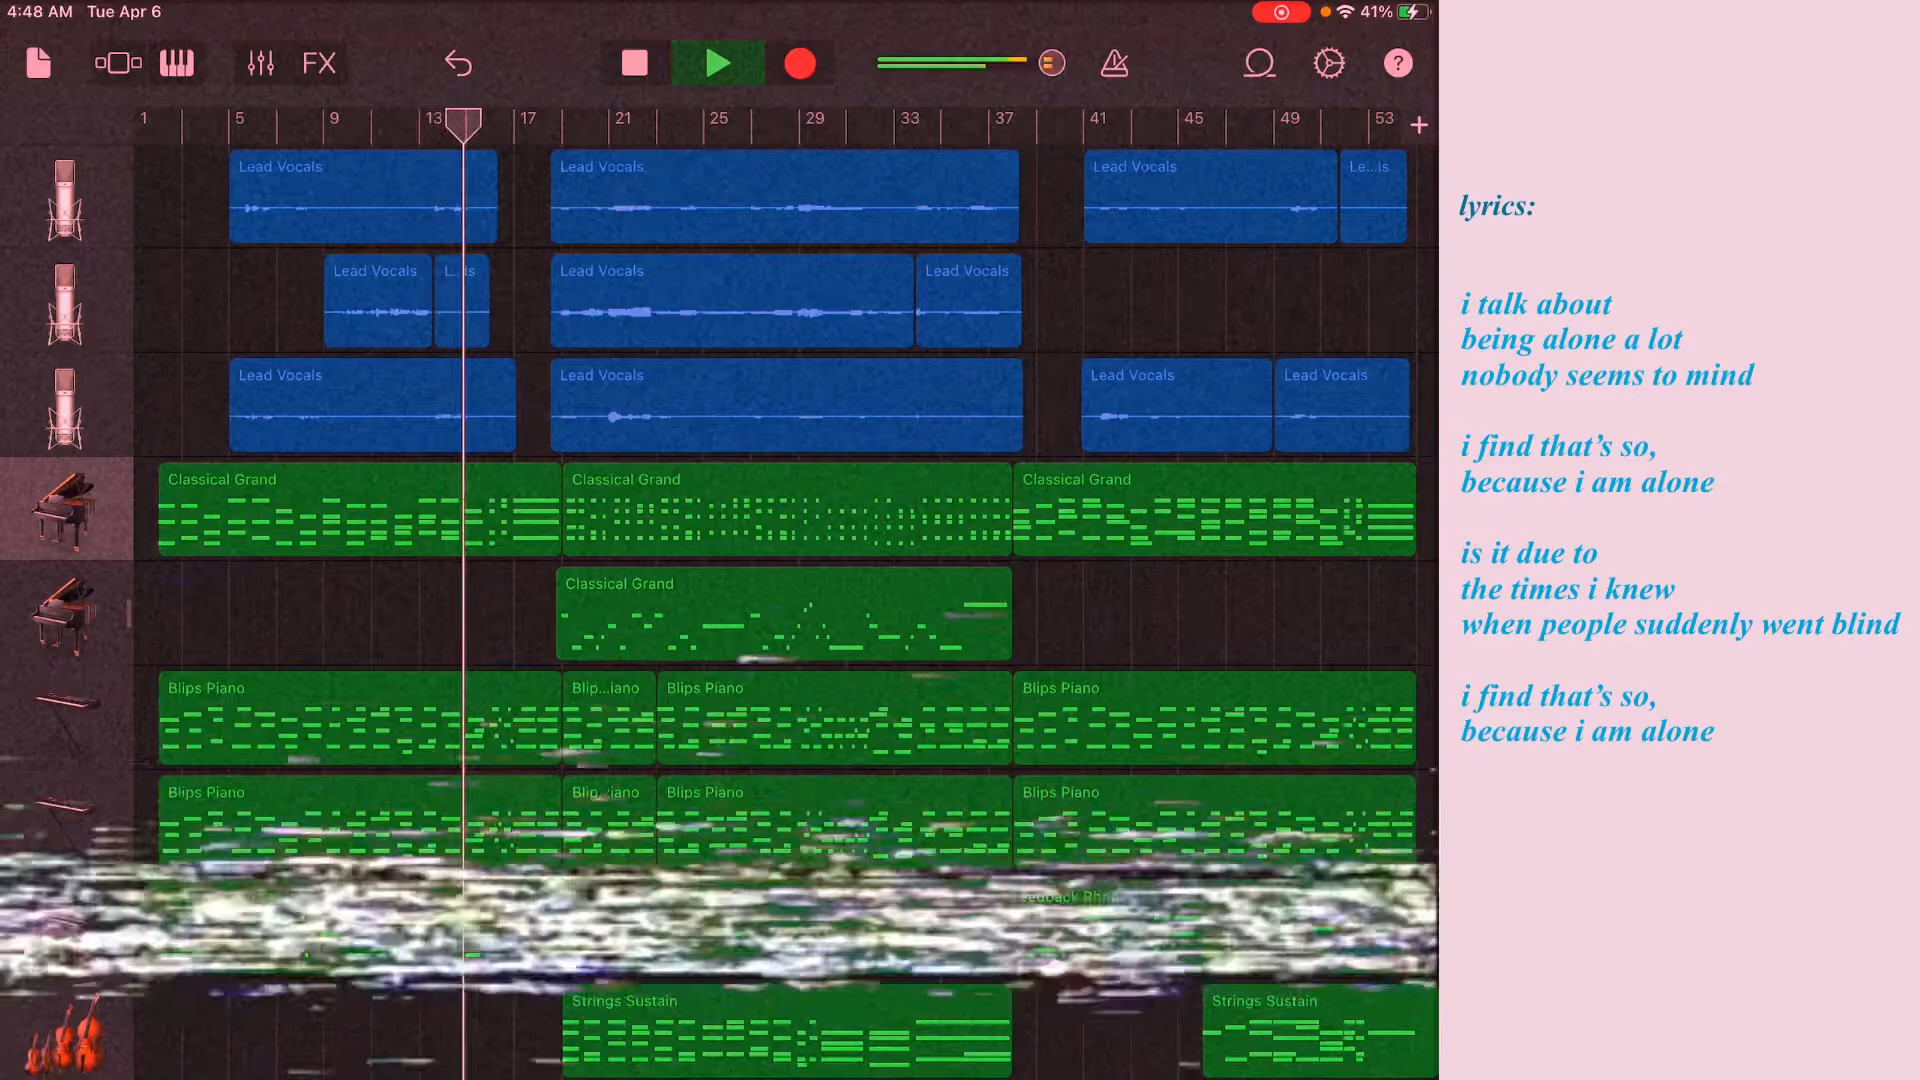 4:48 AM Tue Apr 6
41%
FX
?
1 5 9 13 17 21 25 29 33 37 41 45 49 53 +
Lead Vocals Lead Vocals Lead Vocals Le...ls
Lead Vocals L...ls Lead Vocals Lead Vocals
Lead Vocals Lead Vocals Lead Vocals Lead Vocals
Classical Grand Classical Grand Classical Grand
Classical Grand
Blips Piano Blip...iano Blips Piano Blips Piano
Blips Piano Blip...iano Blips Piano Blips Piano
Strings Sustain Strings Sustain
lyrics:
i talk about
being alone a lot
nobody seems to mind
i find that’s so,
because i am alone
is it due to
the times i knew
when people suddenly went blind
i find that’s so,
because i am alone